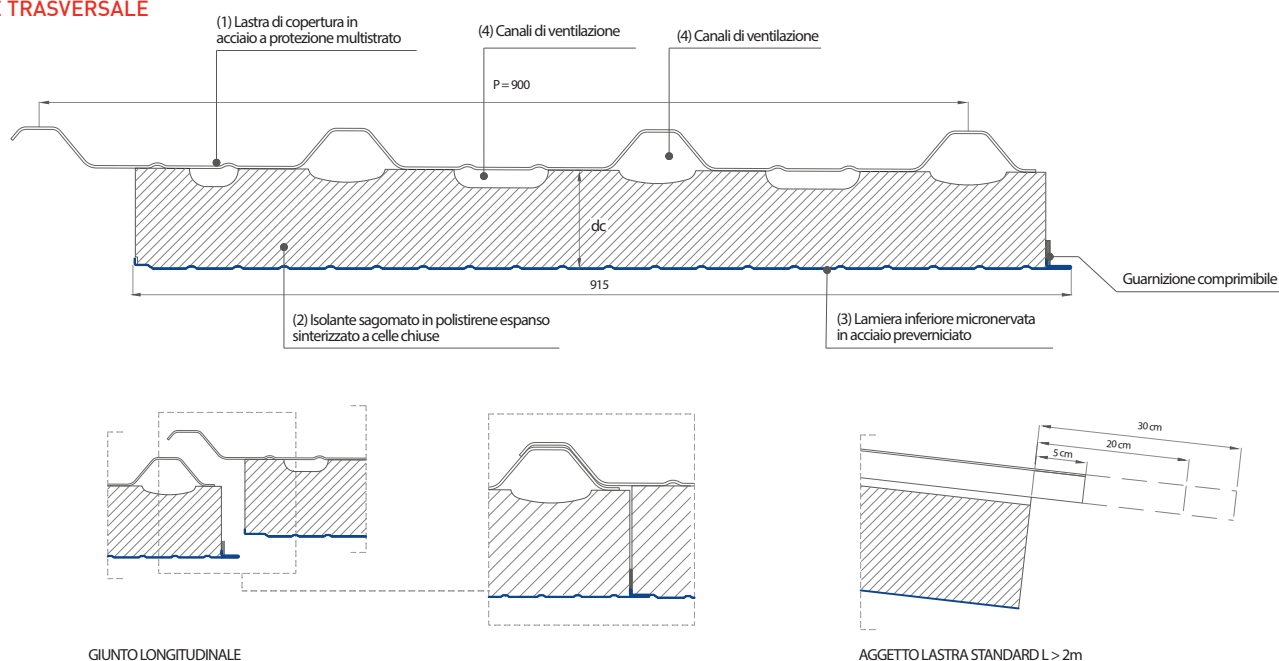 E TRASVERSALE
(1) Lastra di copertura in
acciaio a protezione multistrato
(4) Canali di ventilazione
(4) Canali di ventilazione
P = 900
dc
915
Guarnizione comprimibile
(2) Isolante sagomato in polistirene espanso
sinterizzato a celle chiuse
(3) Lamiera inferiore micronervata
in acciaio preverniciato
30 cm
20 cm
5 cm
GIUNTO LONGITUDINALE
AGGETTO LASTRA STANDARD L > 2m